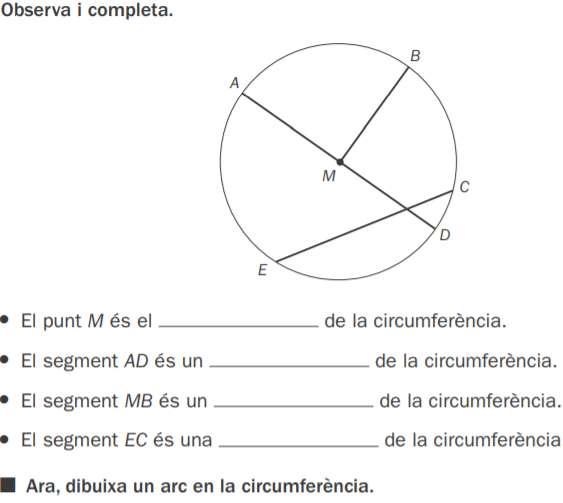 Observa i completa.
B
A
M
C
D
E
• El punt M és el ________________ de la circumferència.
• El segment AD és un ________________ de la circumferència.
• El segment MB és un ________________ de la circumferència.
• El segment EC és una ________________ de la circumferència
■ Ara, dibuixa un arc en la circumferència.